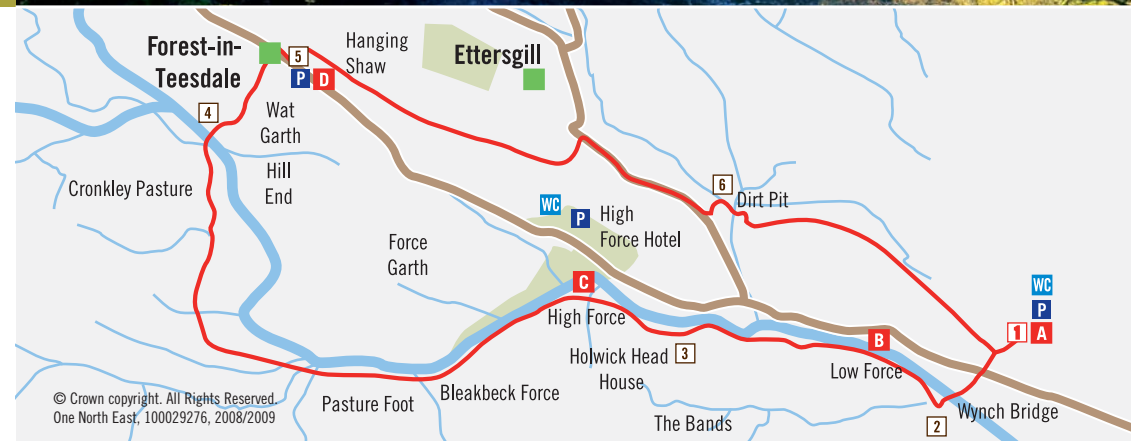 Forest-in-
Teesdale
5
P D
Hanging
Shaw
Ettersgill
4
Wat
Garth
Hill
End
Cronkley Pasture
6
Dirt Pit
WC
P
High
Force Hotel
Force
Garth
C
High Force
WC
P
1 A
B
Low Force
Holwick Head
House
3
Bleakbeck Force
Pasture Foot
The Bands
Wynch Bridge
2
© Crown copyright. All Rights Reserved.
One North East, 100029276, 2008/2009